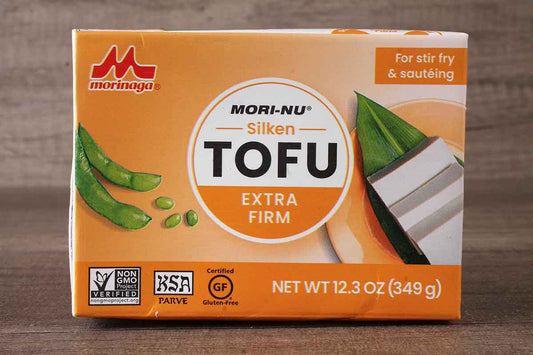 morinaga®
For stir fry
& sautéing
MORI-NU®
Silken
TOFU
EXTRA
FIRM
NON
GMO
Project
VERIFIED
nongmoproject.org
KSA
PARVE
Certified
GF
Gluten-Free
NET WT 12.3 OZ (349 g)